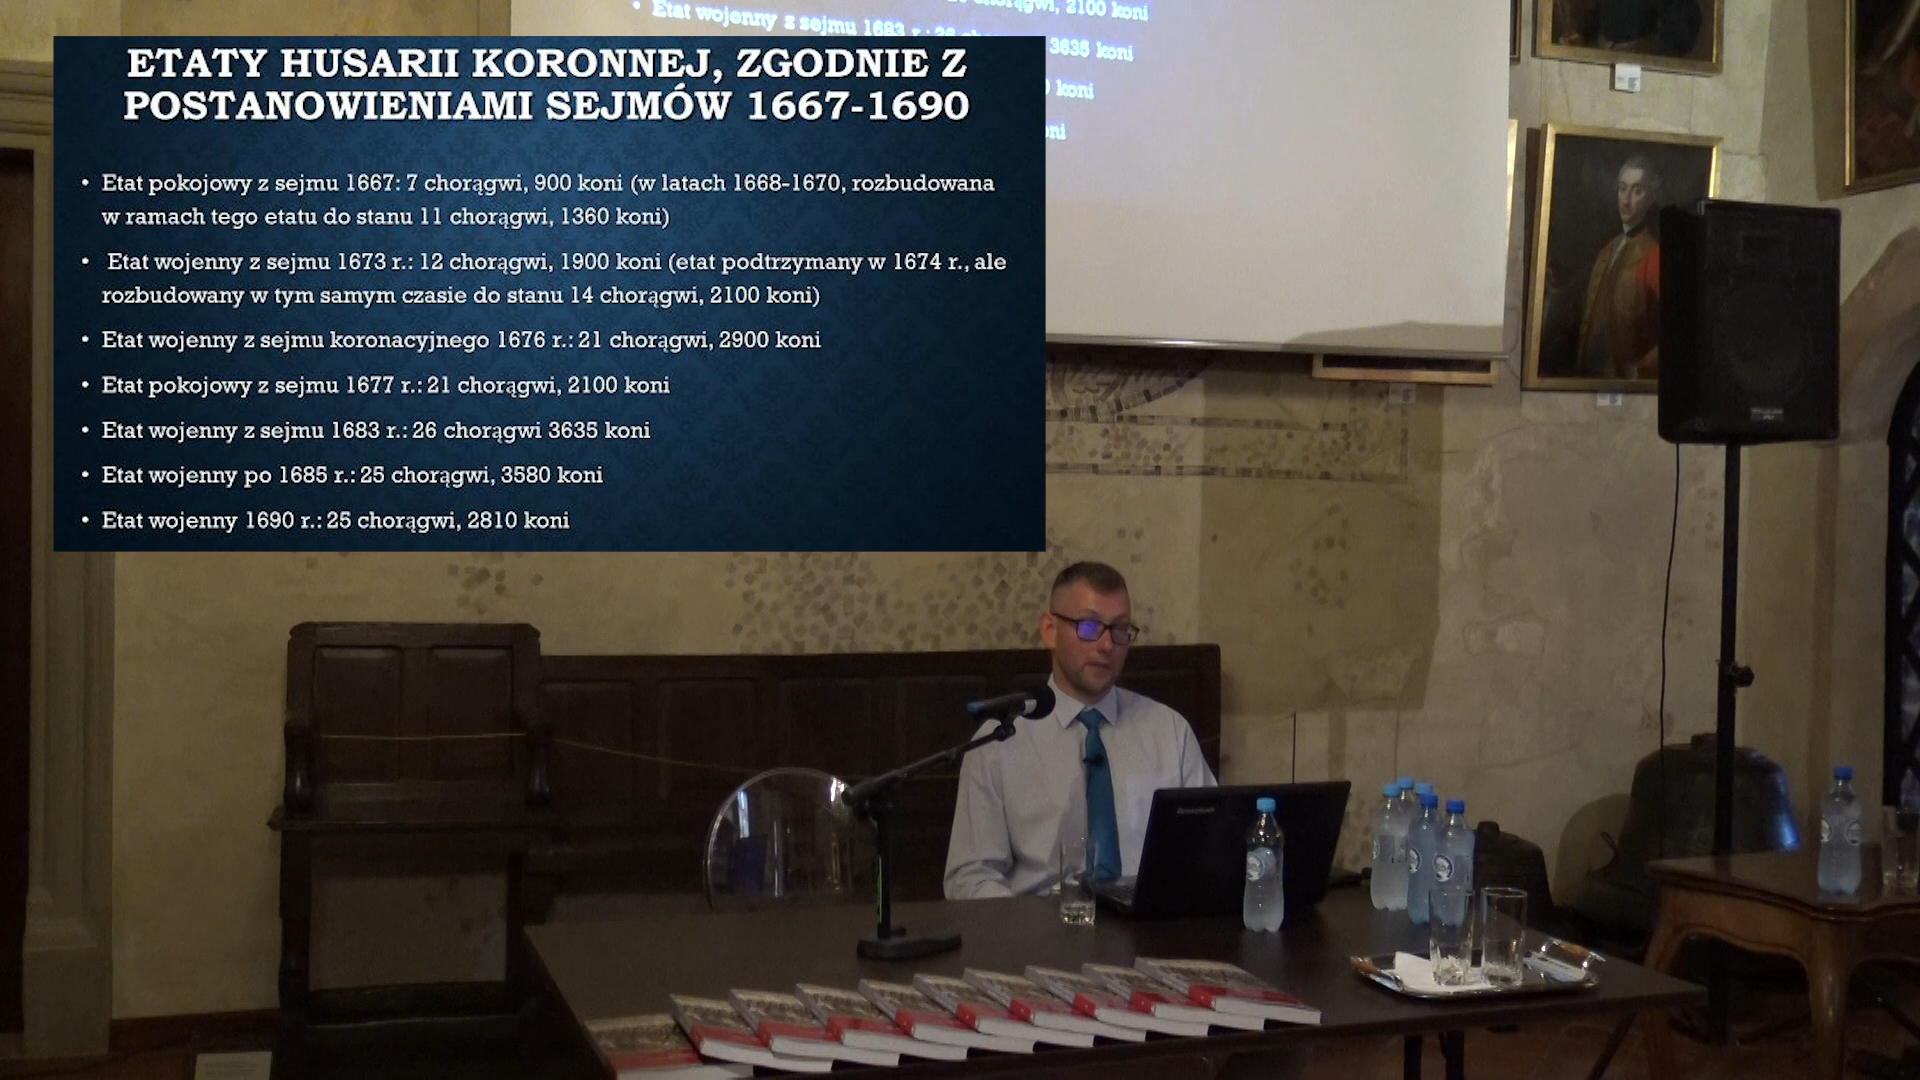 chorągwi, 2100 koni
• Etat wojenny z sejmu 1683 r.: 26
3635 koni
koni
ETATY HUSARII KORONNEJ, ZGODNIE Z
POSTANOWIENIAMI SEJMÓW 1667-1690
• Etat pokojowy z sejmu 1667: 7 chorągwi, 900 koni (w latach 1668-1670, rozbudowana
w ramach tego etatu do stanu 11 chorągwi, 1360 koni)
• Etat wojenny z sejmu 1673 r.: 12 chorągwi, 1900 koni (etat podtrzymany w 1674 r., ale
rozbudowany w tym samym czasie do stanu 14 chorągwi, 2100 koni)
• Etat wojenny z sejmu koronacyjnego 1676 r.: 21 chorągwi, 2900 koni
• Etat pokojowy z sejmu 1677 r.: 21 chorągwi, 2100 koni
• Etat wojenny z sejmu 1683 r.: 26 chorągwi 3635 koni
• Etat wojenny po 1685 r.: 25 chorągwi, 3580 koni
• Etat wojenny 1690 r.: 25 chorągwi, 2810 koni